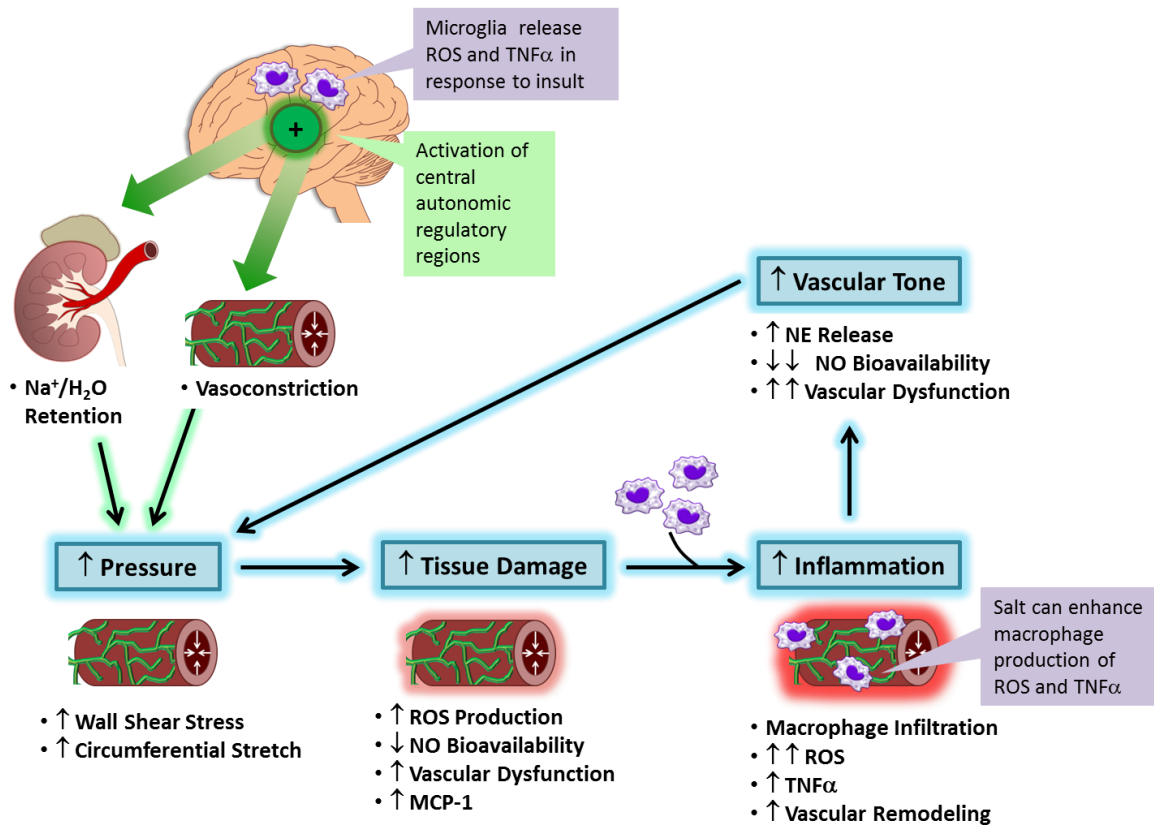 Microglia release
ROS and TNFα in
response to insult
+
Activation of
central
autonomic
regulatory
regions
• Na⁺/H₂O
Retention
• Vasoconstriction
↑ Vascular Tone
• ↑ NE Release
• ↓↓ NO Bioavailability
• ↑↑ Vascular Dysfunction
↑ Pressure
• ↑ Wall Shear Stress
• ↑ Circumferential Stretch
↑ Tissue Damage
• ↑ ROS Production
• ↓ NO Bioavailability
• ↑ Vascular Dysfunction
• ↑ MCP-1
↑ Inflammation
Salt can enhance
macrophage
production of
ROS and TNFα
• Macrophage Infiltration
• ↑↑ ROS
• ↑ TNFα
• ↑ Vascular Remodeling